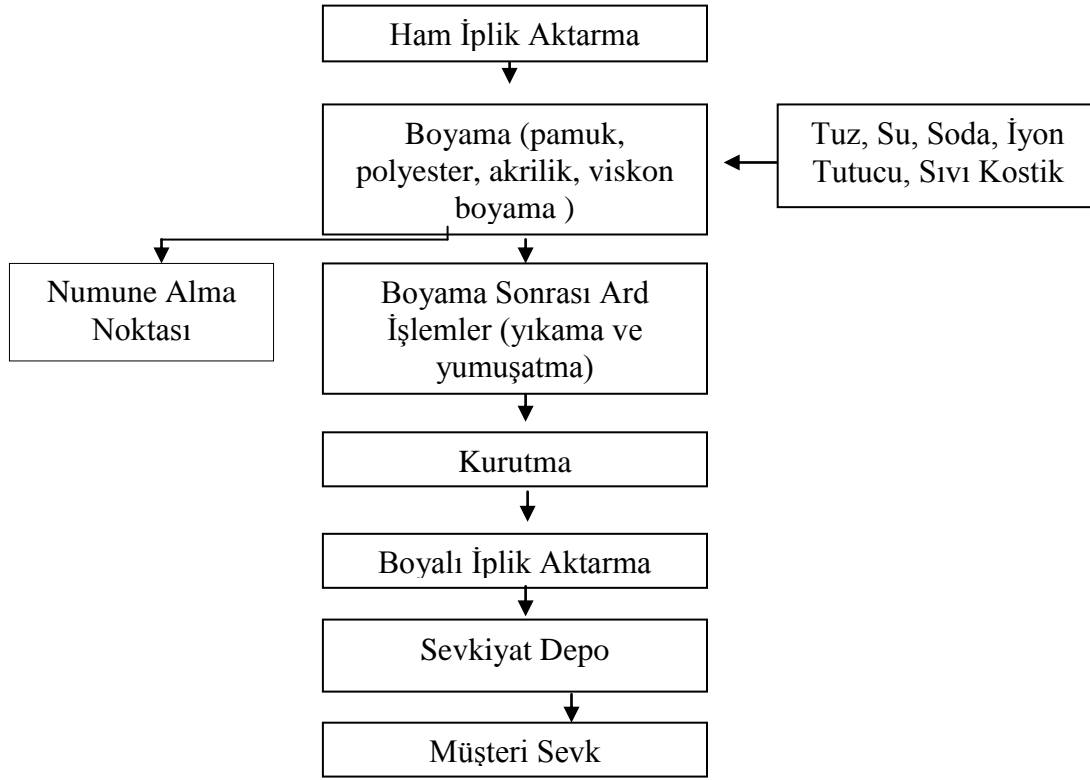 Ham İplik Aktarma
Boyama (pamuk,
polyester, akrilik, viskon
boyama )
Tuz, Su, Soda, İyon
Tutucu, Sıvı Kostik
Numune Alma
Noktası
Boyama Sonrası Ard
İşlemler (yıkama ve
yumuşatma)
Kurutma
Boyalı İplik Aktarma
Sevkiyat Depo
Müşteri Sevk